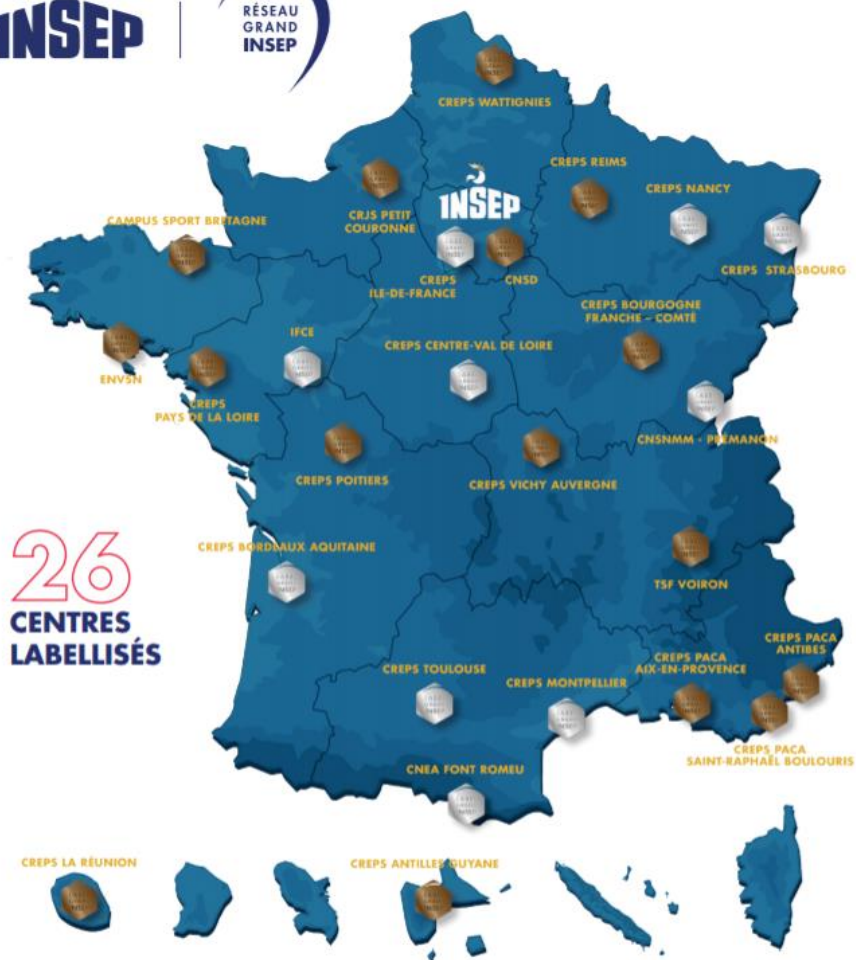 INSEP
RÉSEAU
GRAND
INSEP
CREPS WATTIGNIES
CREPS REIMS
CREPS NANCY
INSEP
CRJS PETIT
COURONNE
CAMPUS SPORT BRETAGNE
CREPS STRASBOURG
CREPS
ILE-DE-FRANCE
CNSD
CREPS BOURGOGNE
FRANCHE - COMTÉ
IFCE
CREPS CENTRE-VAL DE LOIRE
ENVSN
CREPS
PAYS DE LA LOIRE
CNSNMM - PRÉMANON
CREPS POITIERS
CREPS VICHY AUVERGNE
CREPS BORDEAUX AQUITAINE
26
CENTRES
LABELLISÉS
TSF VOIRON
CREPS PACA
ANTIBES
CREPS PACA
AIX-EN-PROVENCE
CREPS TOULOUSE
CREPS MONTPELLIER
CREPS PACA
SAINT-RAPHAËL BOULOURIS
CNEA FONT ROMEU
CREPS LA RÉUNION
CREPS ANTILLES GUYANE